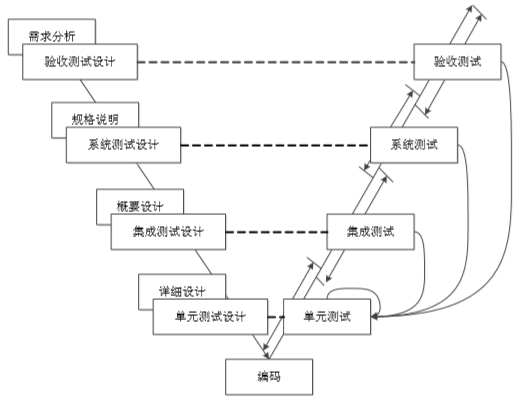 需求分析
验收测试设计
验收测试
规格说明
系统测试设计
系统测试
概要设计
集成测试设计
集成测试
详细设计
单元测试设计
单元测试
编码